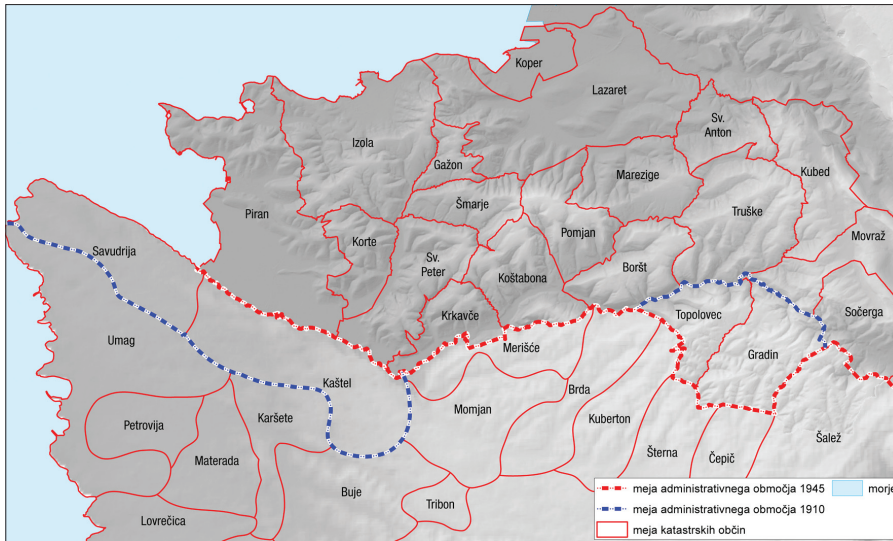 Koper
Lazaret
Sv.
Anton
Izola
Gažon
Kubed
Marezige
Šmarje
Truške
Piran
Korte
Pomjan
Movraž
Savudrija
Sv.
Peter
Koštabona
Boršt
Sočerga
Krkavče
Topolovec
Umag
Merišče
Gradin
Kaštel
Brda
Momjan
Karšete
Kuberton
Petrovija
Šalež
Šterna
Čepič
Materada
Buje
Tribon
Lovrečica
meja administrativnega območja 1945
morje
meja administrativnega območja 1910
meja katastrskih občin